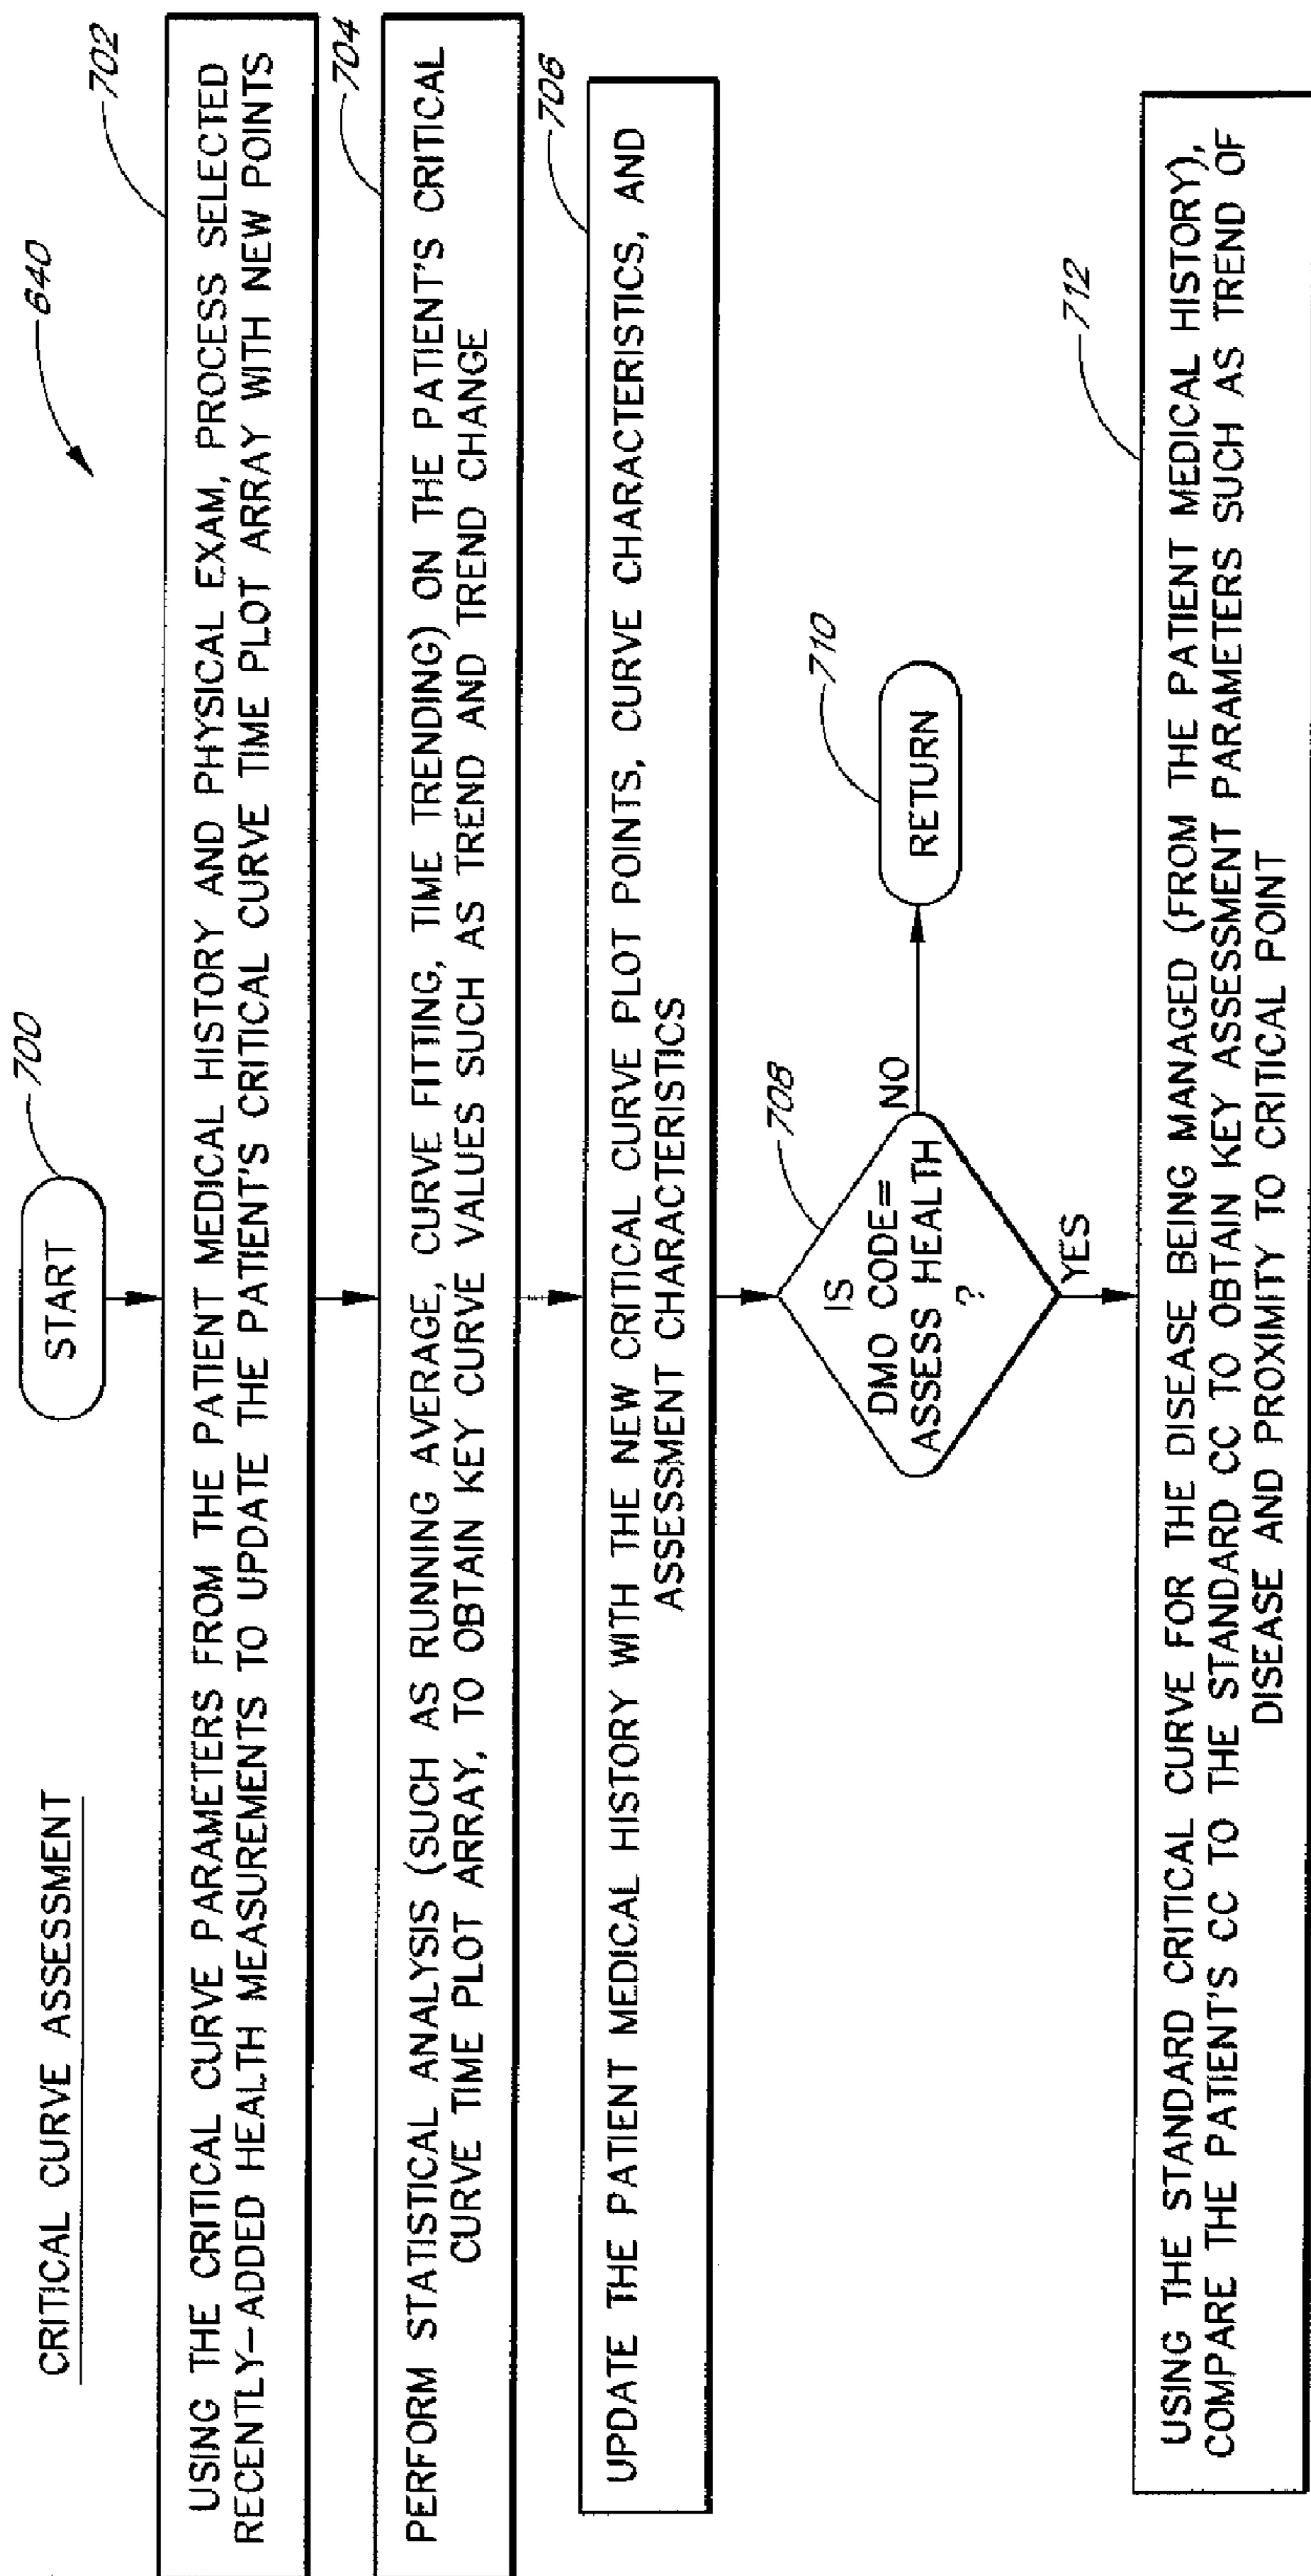 CRITICAL CURVE ASSESSMENT
640
START
700
702
USING THE CRITICAL CURVE PARAMETERS FROM THE PATIENT MEDICAL HISTORY AND PHYSICAL EXAM, PROCESS SELECTED
RECENTLY-ADDED HEALTH MEASUREMENTS TO UPDATE THE PATIENT'S CRITICAL CURVE TIME PLOT ARRAY WITH NEW POINTS
704
PERFORM STATISTICAL ANALYSIS (SUCH AS RUNNING AVERAGE, CURVE FITTING, TIME TRENDING) ON THE PATIENT'S CRITICAL
CURVE TIME PLOT ARRAY, TO OBTAIN KEY CURVE VALUES SUCH AS TREND AND TREND CHANGE
706
UPDATE THE PATIENT MEDICAL HISTORY WITH THE NEW CRITICAL CURVE PLOT POINTS, CURVE CHARACTERISTICS, AND
ASSESSMENT CHARACTERISTICS
708
IS
DMO CODE=
ASSESS HEALTH
?
NO
710
RETURN
YES
712
USING THE STANDARD CRITICAL CURVE FOR THE DISEASE BEING MANAGED (FROM THE PATIENT MEDICAL HISTORY),
COMPARE THE PATIENT'S CC TO THE STANDARD CC TO OBTAIN KEY ASSESSMENT PARAMETERS SUCH AS TREND OF
DISEASE AND PROXIMITY TO CRITICAL POINT